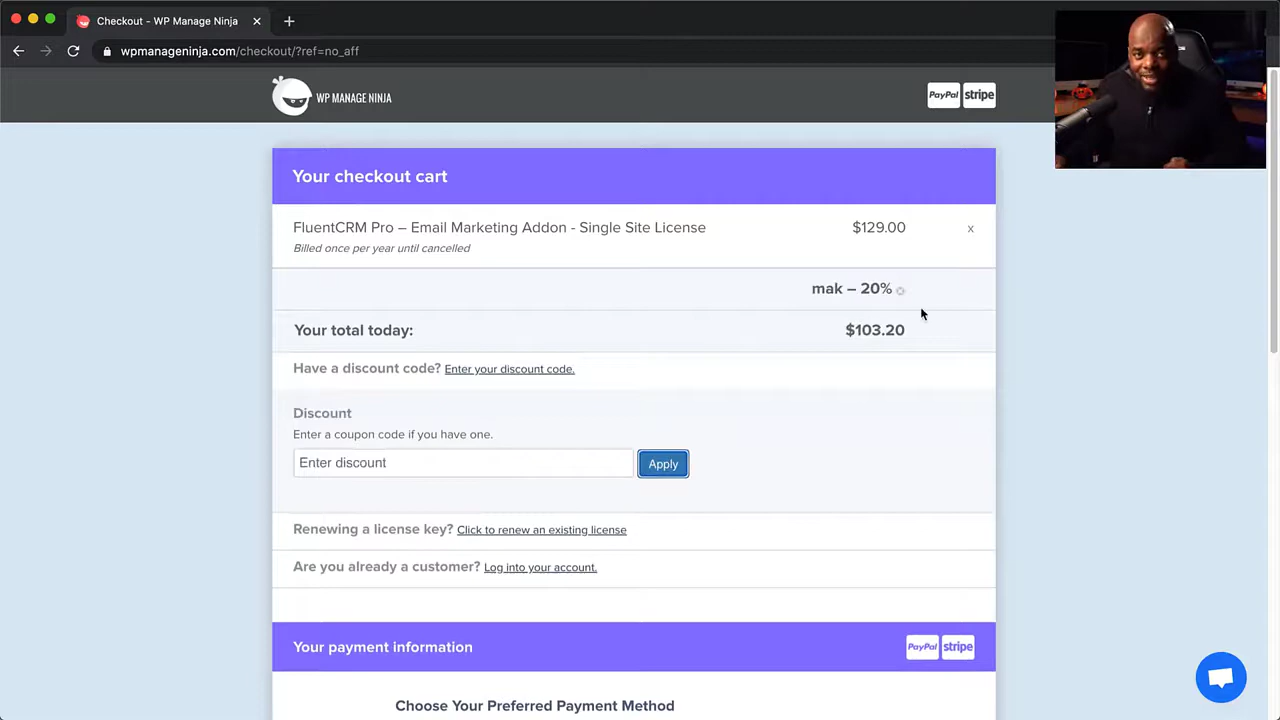 Checkout - WP Manage Ninja
wpmanageninja.com/checkout/?ref=no_aff
WP MANAGE NINJA
PayPal stripe
Your checkout cart
FluentCRM Pro – Email Marketing Addon - Single Site License $129.00 x
Billed once per year until cancelled
mak – 20%
Your total today: $103.20
Have a discount code? Enter your discount code.
Discount
Enter a coupon code if you have one.
Enter discount Apply
Renewing a license key? Click to renew an existing license
Are you already a customer? Log into your account.
Your payment information PayPal stripe
Choose Your Preferred Payment Method